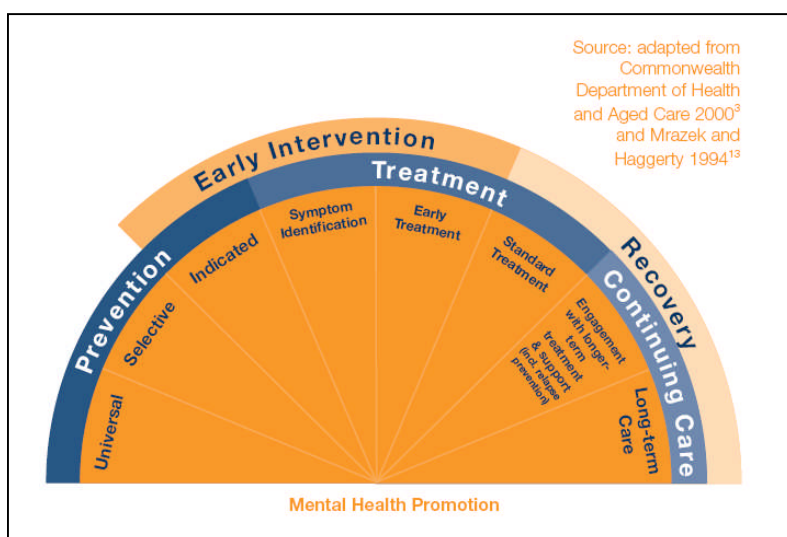 Source: adapted from
Commonwealth
Department of Health
and Aged Care 2000³
and Mrazek and
Haggerty 1994¹³
Early Intervention
Recovery
Prevention
Treatment
Continuing Care
Universal
Selective
Indicated
Symptom
Identification
Early
Treatment
Standard
Treatment
Engagement
with longer-
term
treatment
& support
(incl. relapse
prevention)
Long-term
Care
Mental Health Promotion